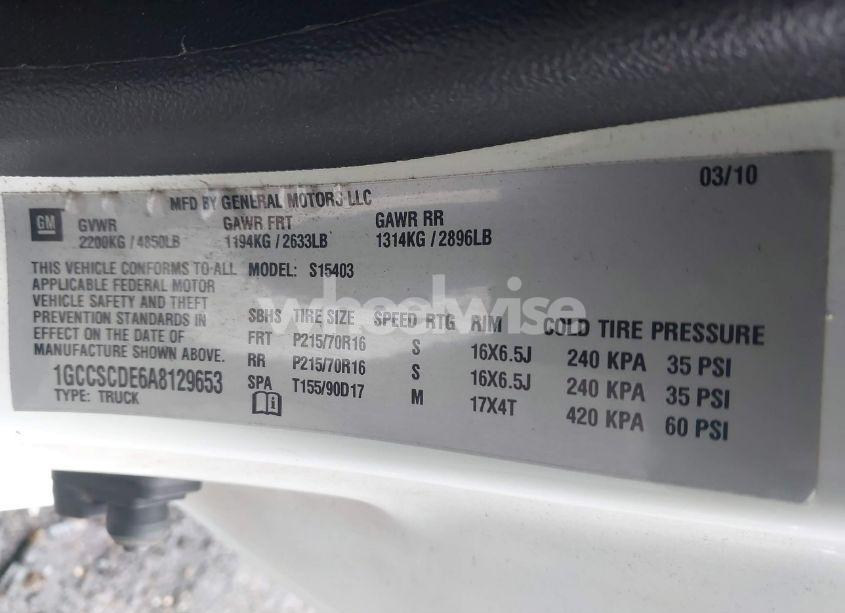 03/10
MFD BY GENERAL MOTORS LLC
GM
GVWR GAWR FRT GAWR RR
2200KG / 4850LB 1194KG / 2633LB 1314KG / 2896LB
THIS VEHICLE CONFORMS TO ALL MODEL: S15403
APPLICABLE FEDERAL MOTOR
VEHICLE SAFETY AND THEFT
PREVENTION STANDARDS IN
EFFECT ON THE DATE OF
MANUFACTURE SHOWN ABOVE.
1GCCSCDE6A8129653
TYPE: TRUCK
SBHS TIRE SIZE SPEED RTG RIM COLD TIRE PRESSURE
FRT P215/70R16 S 16X6.5J 240 KPA 35 PSI
RR P215/70R16 S 16X6.5J 240 KPA 35 PSI
SPA T155/90D17 M 17X4T 420 KPA 60 PSI
wheelwise